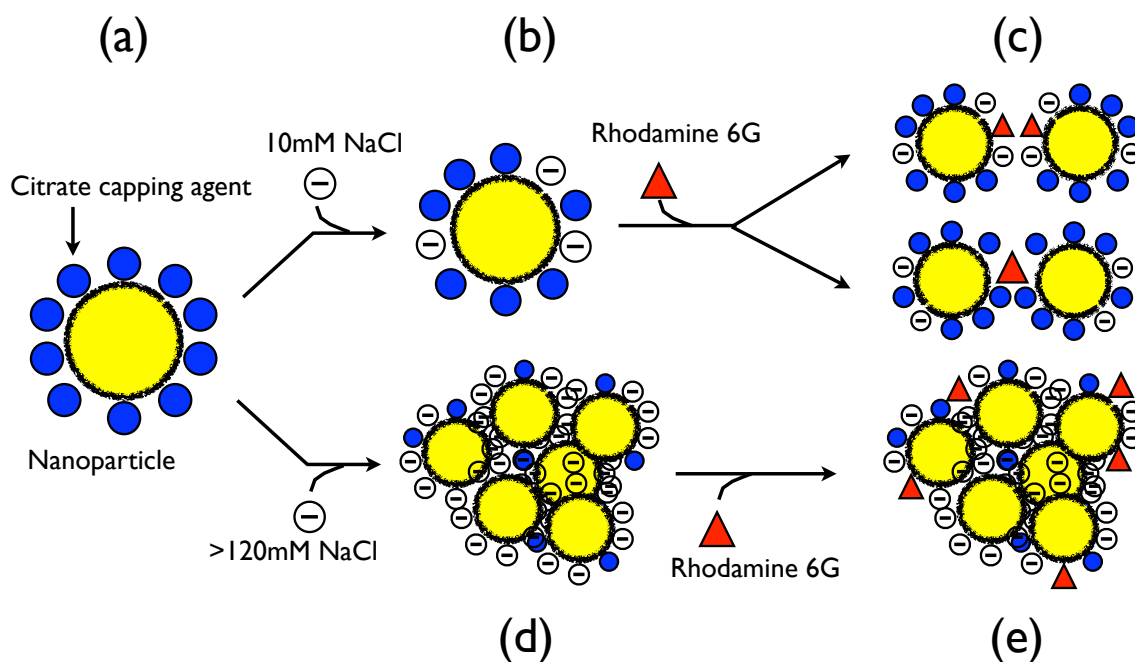 (a)
(b)
(c)
10mM NaCl
Rhodamine 6G
Citrate capping agent
Nanoparticle
>120mM NaCl
Rhodamine 6G
(d)
(e)